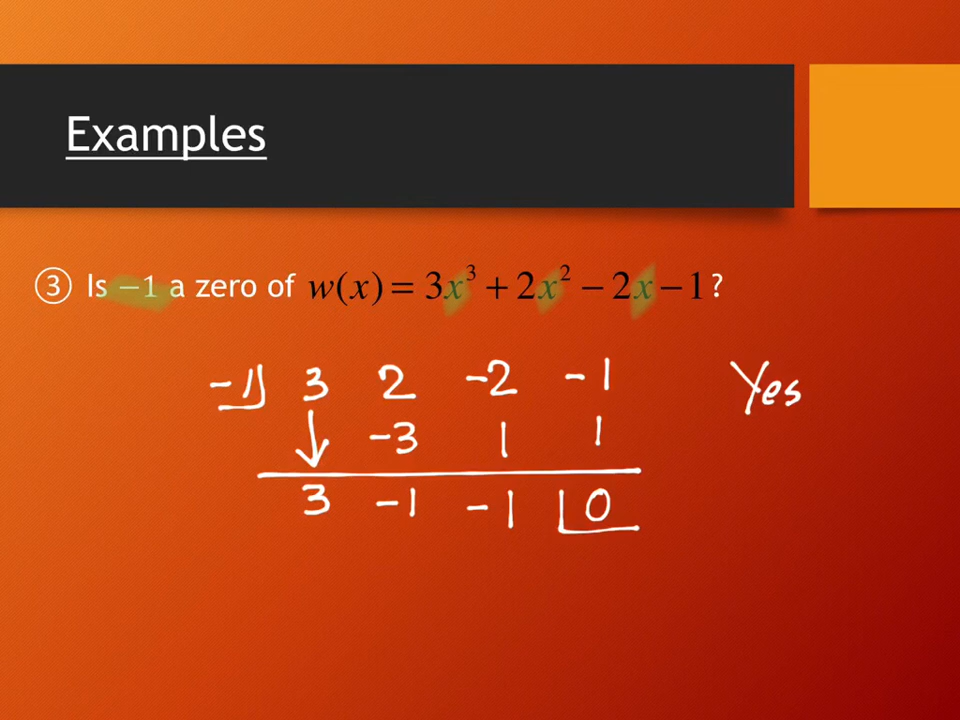 Examples
③ Is −1 a zero of w(x) = 3x³ + 2x² − 2x − 1 ?
-1 3 2 -2 -1 Yes
↓ -3 1 1
3 -1 -1 0